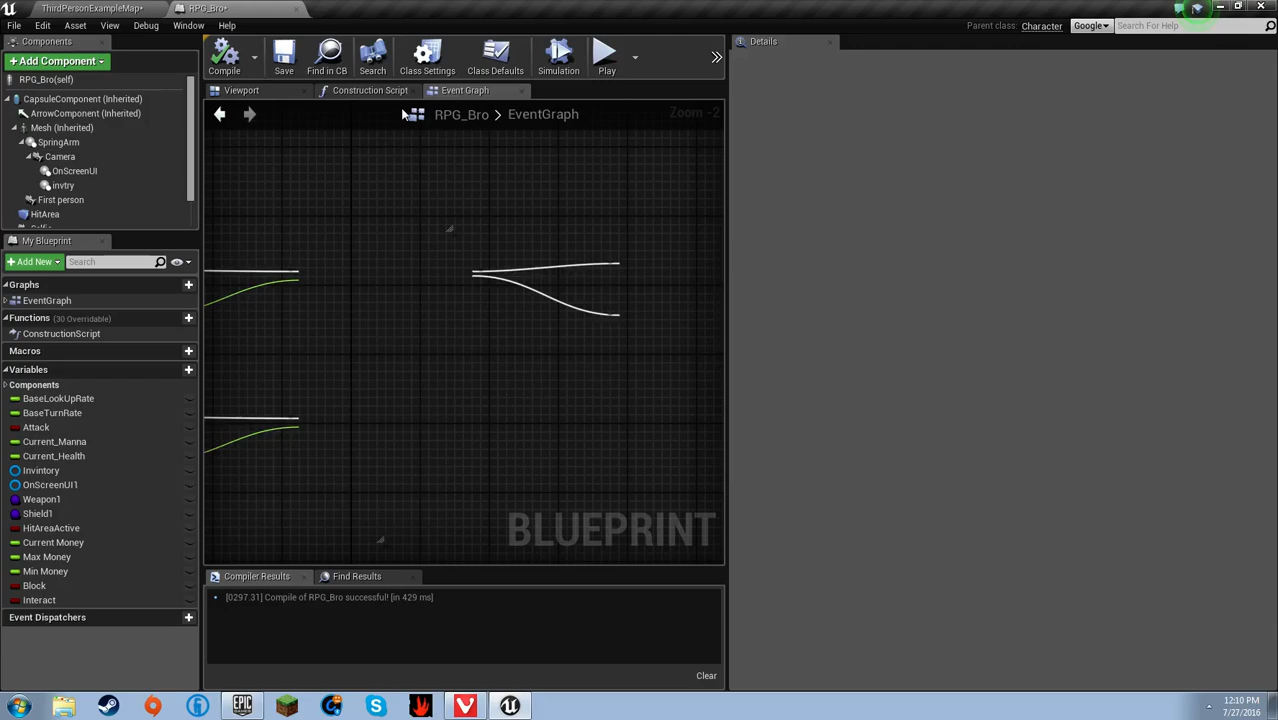 ThirdPersonExampleMap*
RPG_Bro*
File Edit Asset View Debug Window Help
Parent class: Character Google Search For Help
Components
+Add Component
RPG_Bro(self)
CapsuleComponent (Inherited)
ArrowComponent (Inherited)
Mesh (Inherited)
SpringArm
Camera
OnScreenUI
invtry
First person
HitArea
Compile Save Find in CB Search Class Settings Class Defaults Simulation Play
Details
Viewport Construction Script Event Graph
RPG_Bro > EventGraph
Zoom -2
BLUEPRINT
My Blueprint
+Add New Search
Graphs
EventGraph
Functions (30 Overridable)
ConstructionScript
Macros
Variables
Components
BaseLookUpRate
BaseTurnRate
Attack
Current_Manna
Current_Health
Invintory
OnScreenUI1
Weapon1
Shield1
HitAreaActive
Current Money
Max Money
Min Money
Block
Interact
Event Dispatchers
Compiler Results Find Results
[0297.31] Compile of RPG_Bro successful! [in 429 ms]
Clear
EPIC GAMES
12:10 PM
7/27/2016